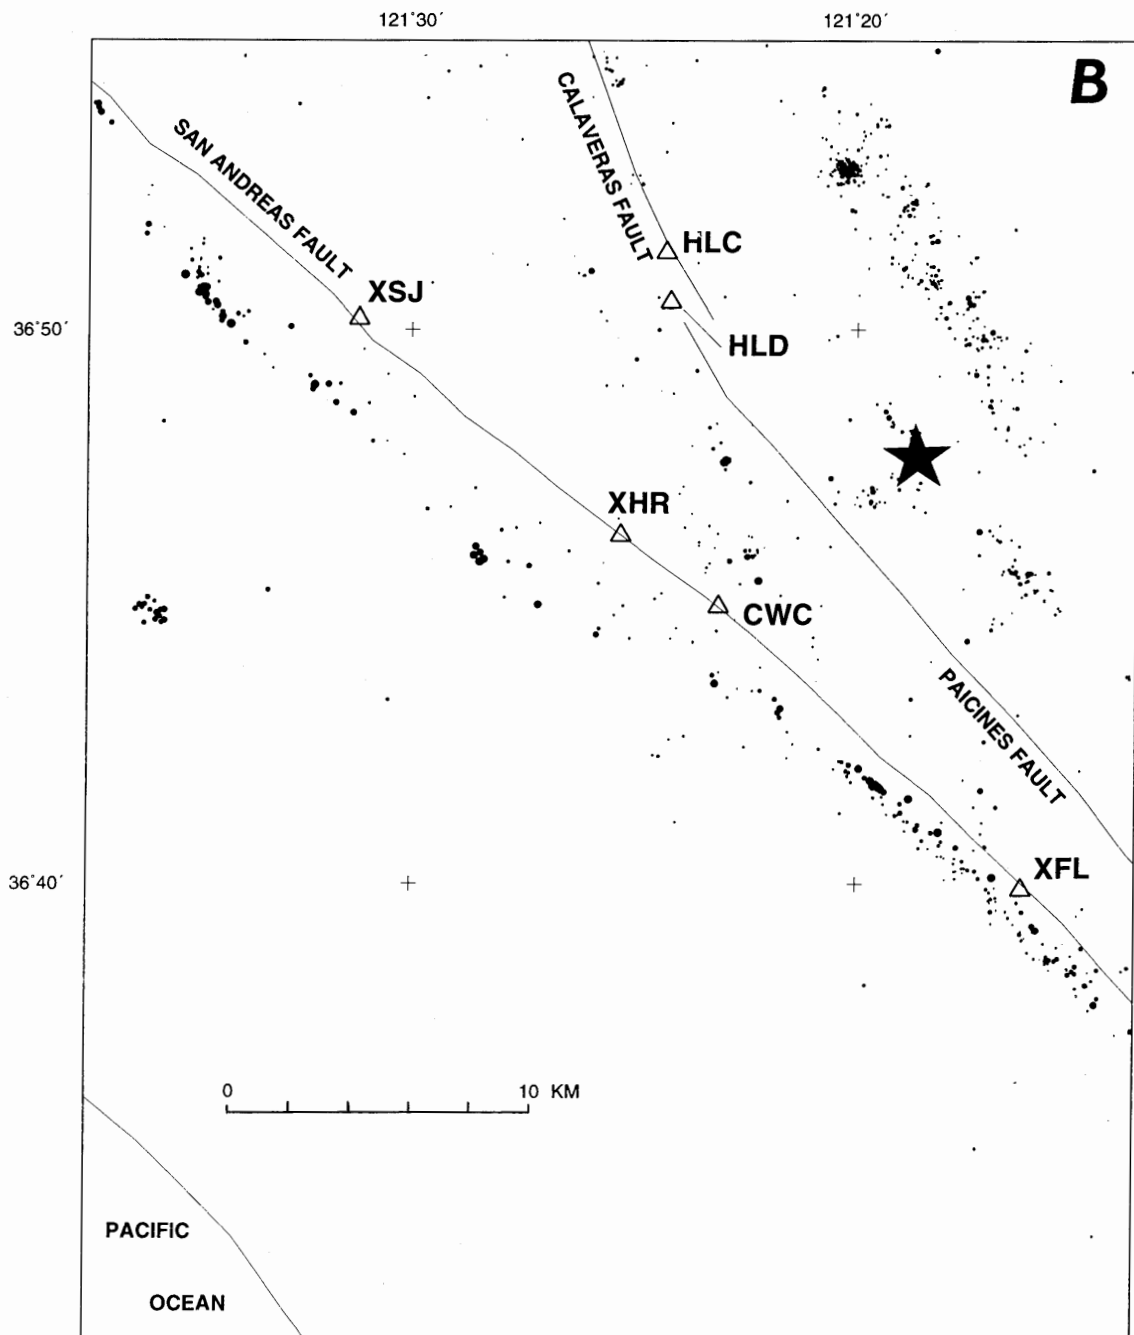 121°30′
121°20′
B
SAN ANDREAS FAULT
CALAVERAS FAULT
HLC
XSJ
36°50′
HLD
XHR
CWC
PAICINES FAULT
XFL
36°40′
0 10 KM
PACIFIC
OCEAN